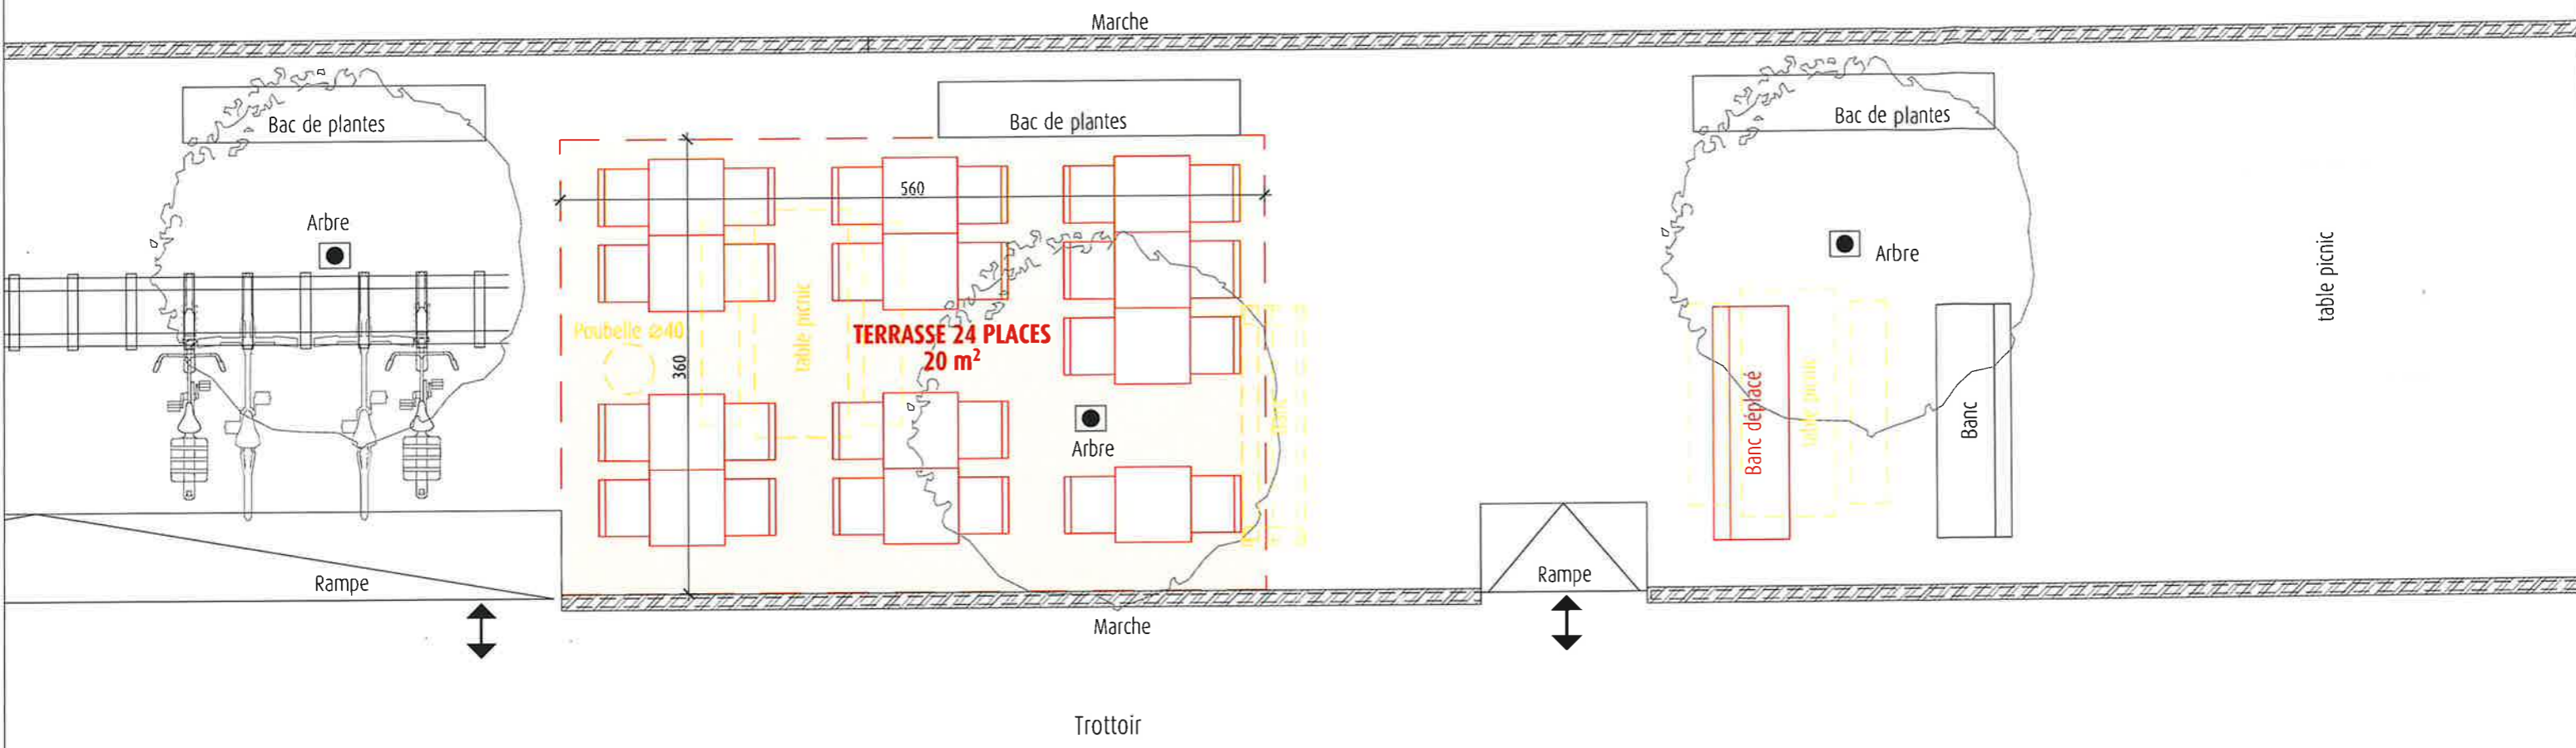 Marche
Bac de plantes
Bac de plantes
Bac de plantes
560
Arbre
Arbre
table picnic
Poubelle ⌀40
table picnic
TERRASSE 24 PLACES
20 m²
360
Arbre
Banc déplacé
table picnic
Banc
Banc
Rampe
Rampe
Marche
Trottoir